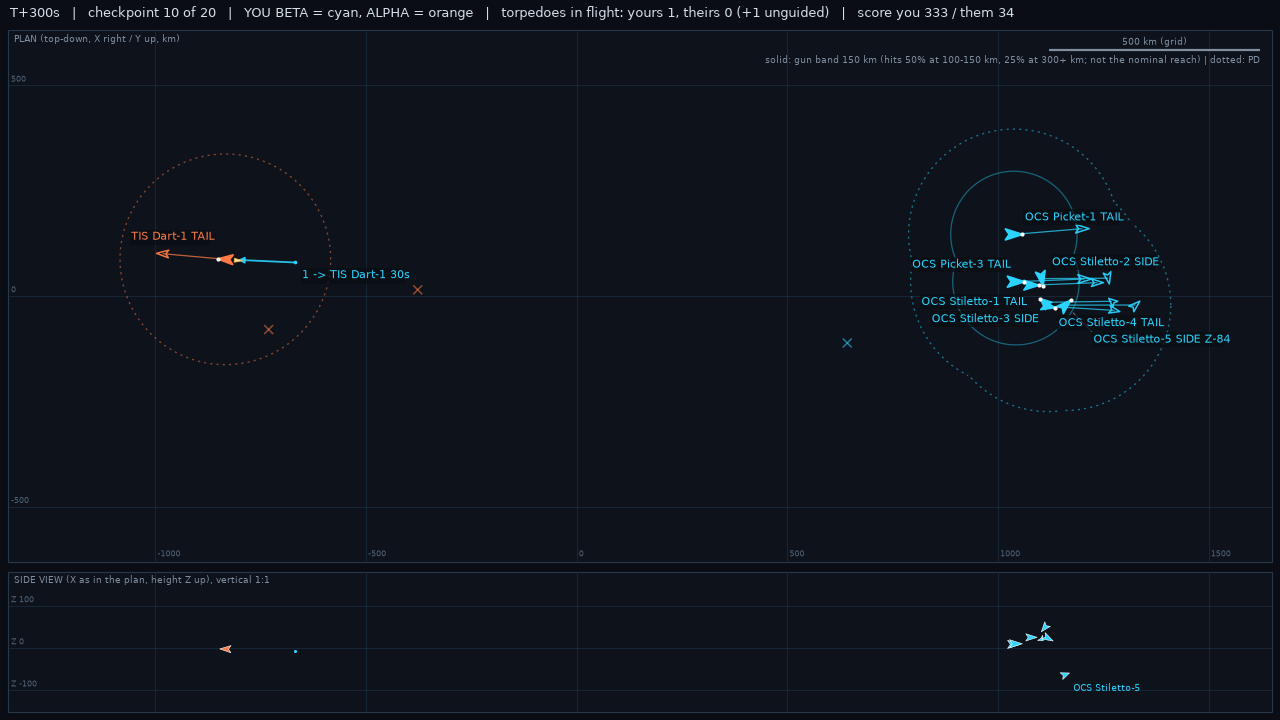 T+300s | checkpoint 10 of 20 | YOU BETA = cyan, ALPHA = orange | torpedoes in flight: yours 1, theirs 0 (+1 unguided) | score you 333 / them 34
PLAN (top-down, X right / Y up, km)
500 km (grid)
solid: gun band 150 km (hits 50% at 100-150 km, 25% at 300+ km; not the nominal reach) | dotted: PD
500
OCS Picket-1 TAIL
TIS Dart-1 TAIL
OCS Picket-3 TAIL
OCS Stiletto-2 SIDE
1 -> TIS Dart-1 30s
0
OCS Stiletto-1 TAIL
OCS Stiletto-3 SIDE
OCS Stiletto-4 TAIL
OCS Stiletto-5 SIDE Z-84
-500
-1000
-500
0
500
1000
1500
SIDE VIEW (X as in the plan, height Z up), vertical 1:1
Z 100
Z 0
Z -100
OCS Stiletto-5